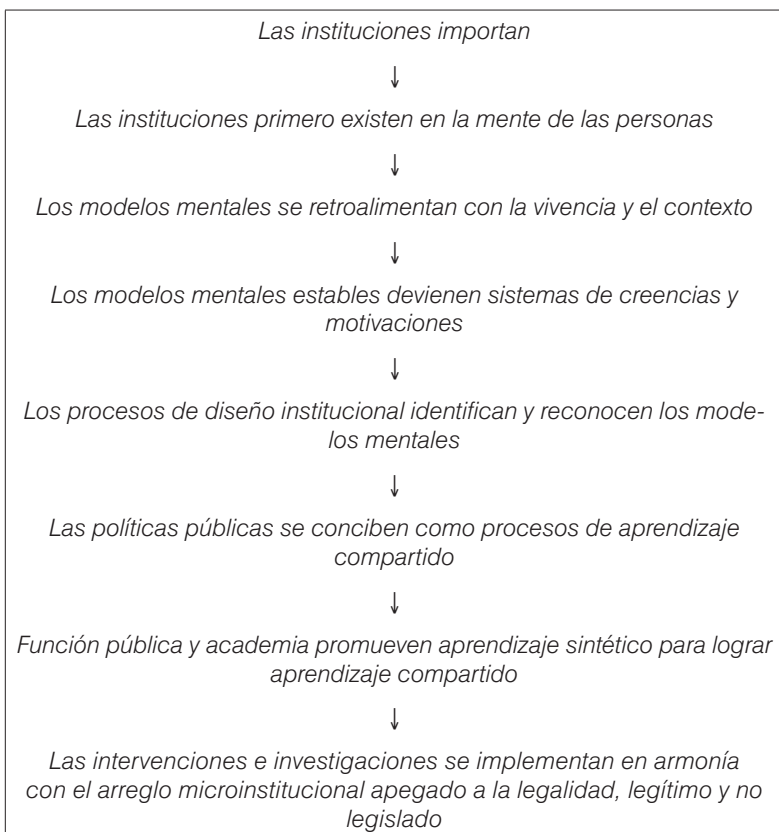 Las instituciones importan
↓
Las instituciones primero existen en la mente de las personas
↓
Los modelos mentales se retroalimentan con la vivencia y el contexto
↓
Los modelos mentales estables devienen sistemas de creencias y
motivaciones
↓
Los procesos de diseño institucional identifican y reconocen los mode-
los mentales
↓
Las políticas públicas se conciben como procesos de aprendizaje
compartido
↓
Función pública y academia promueven aprendizaje sintético para lograr
aprendizaje compartido
↓
Las intervenciones e investigaciones se implementan en armonía
con el arreglo microinstitucional apegado a la legalidad, legítimo y no
legislado